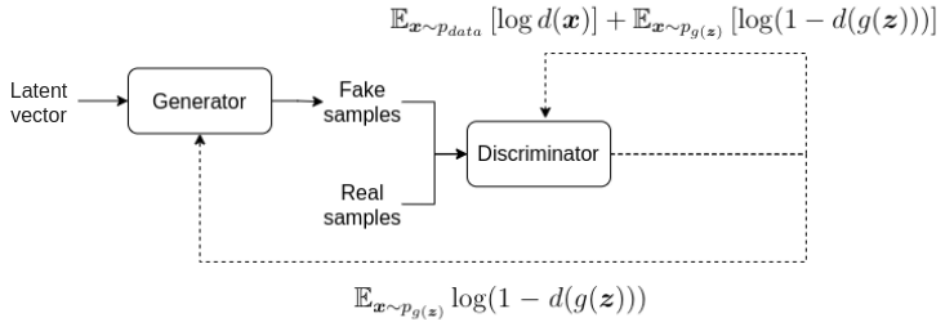 𝔼_{𝒙∼p_{data}} [log d(𝒙)] + 𝔼_{𝒙∼p_{g(𝒛)}} [log(1 − d(g(𝒛)))]
Latent
vector
Generator
Fake
samples
Discriminator
Real
samples
𝔼_{𝒙∼p_{g(𝒛)}} log(1 − d(g(𝒛)))